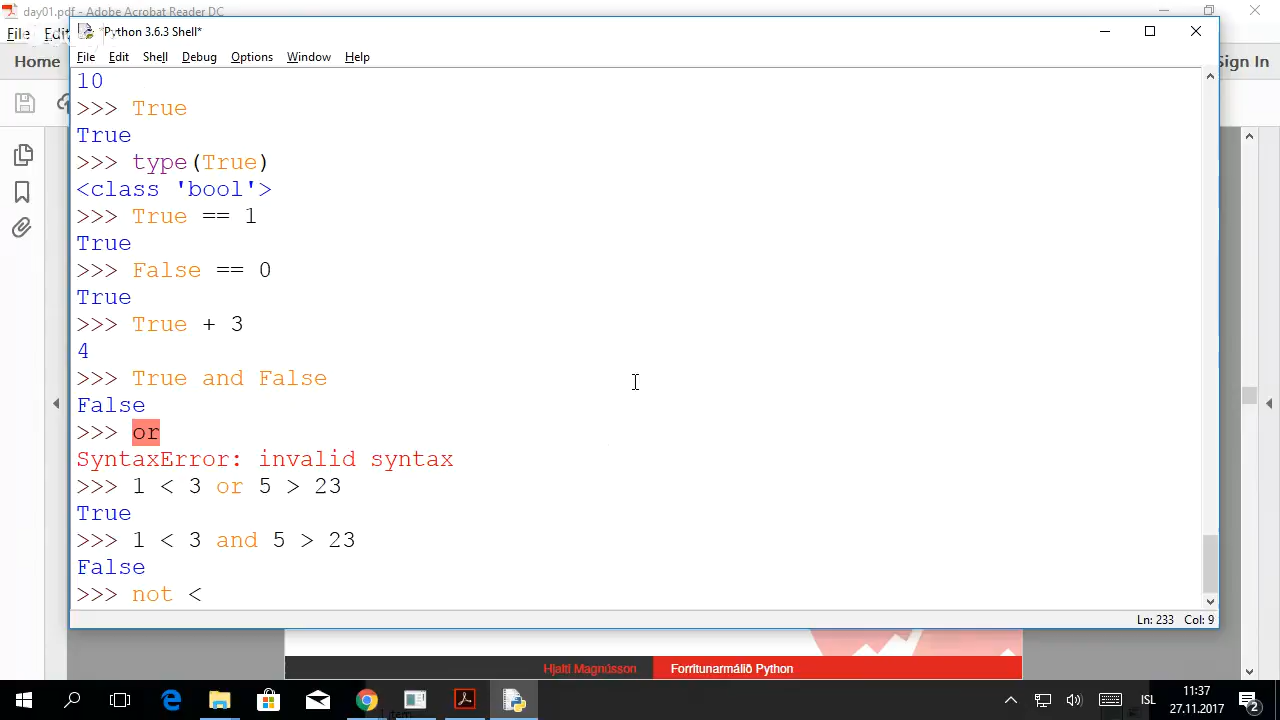 day01.pdf - Adobe Acrobat Reader DC
*Python 3.6.3 Shell*
File Edit
File Edit Shell Debug Options Window Help
Home
Sign In
10
>>> True
True
>>> type(True)
<class 'bool'>
>>> True == 1
True
>>> False == 0
True
>>> True + 3
4
>>> True and False
False
>>> or
SyntaxError: invalid syntax
>>> 1 < 3 or 5 > 23
True
>>> 1 < 3 and 5 > 23
False
>>> not <
Ln: 233 Col: 9
Hjalti Magnússon Forritunarmálið Python
ISL
11:37
27.11.2017
2